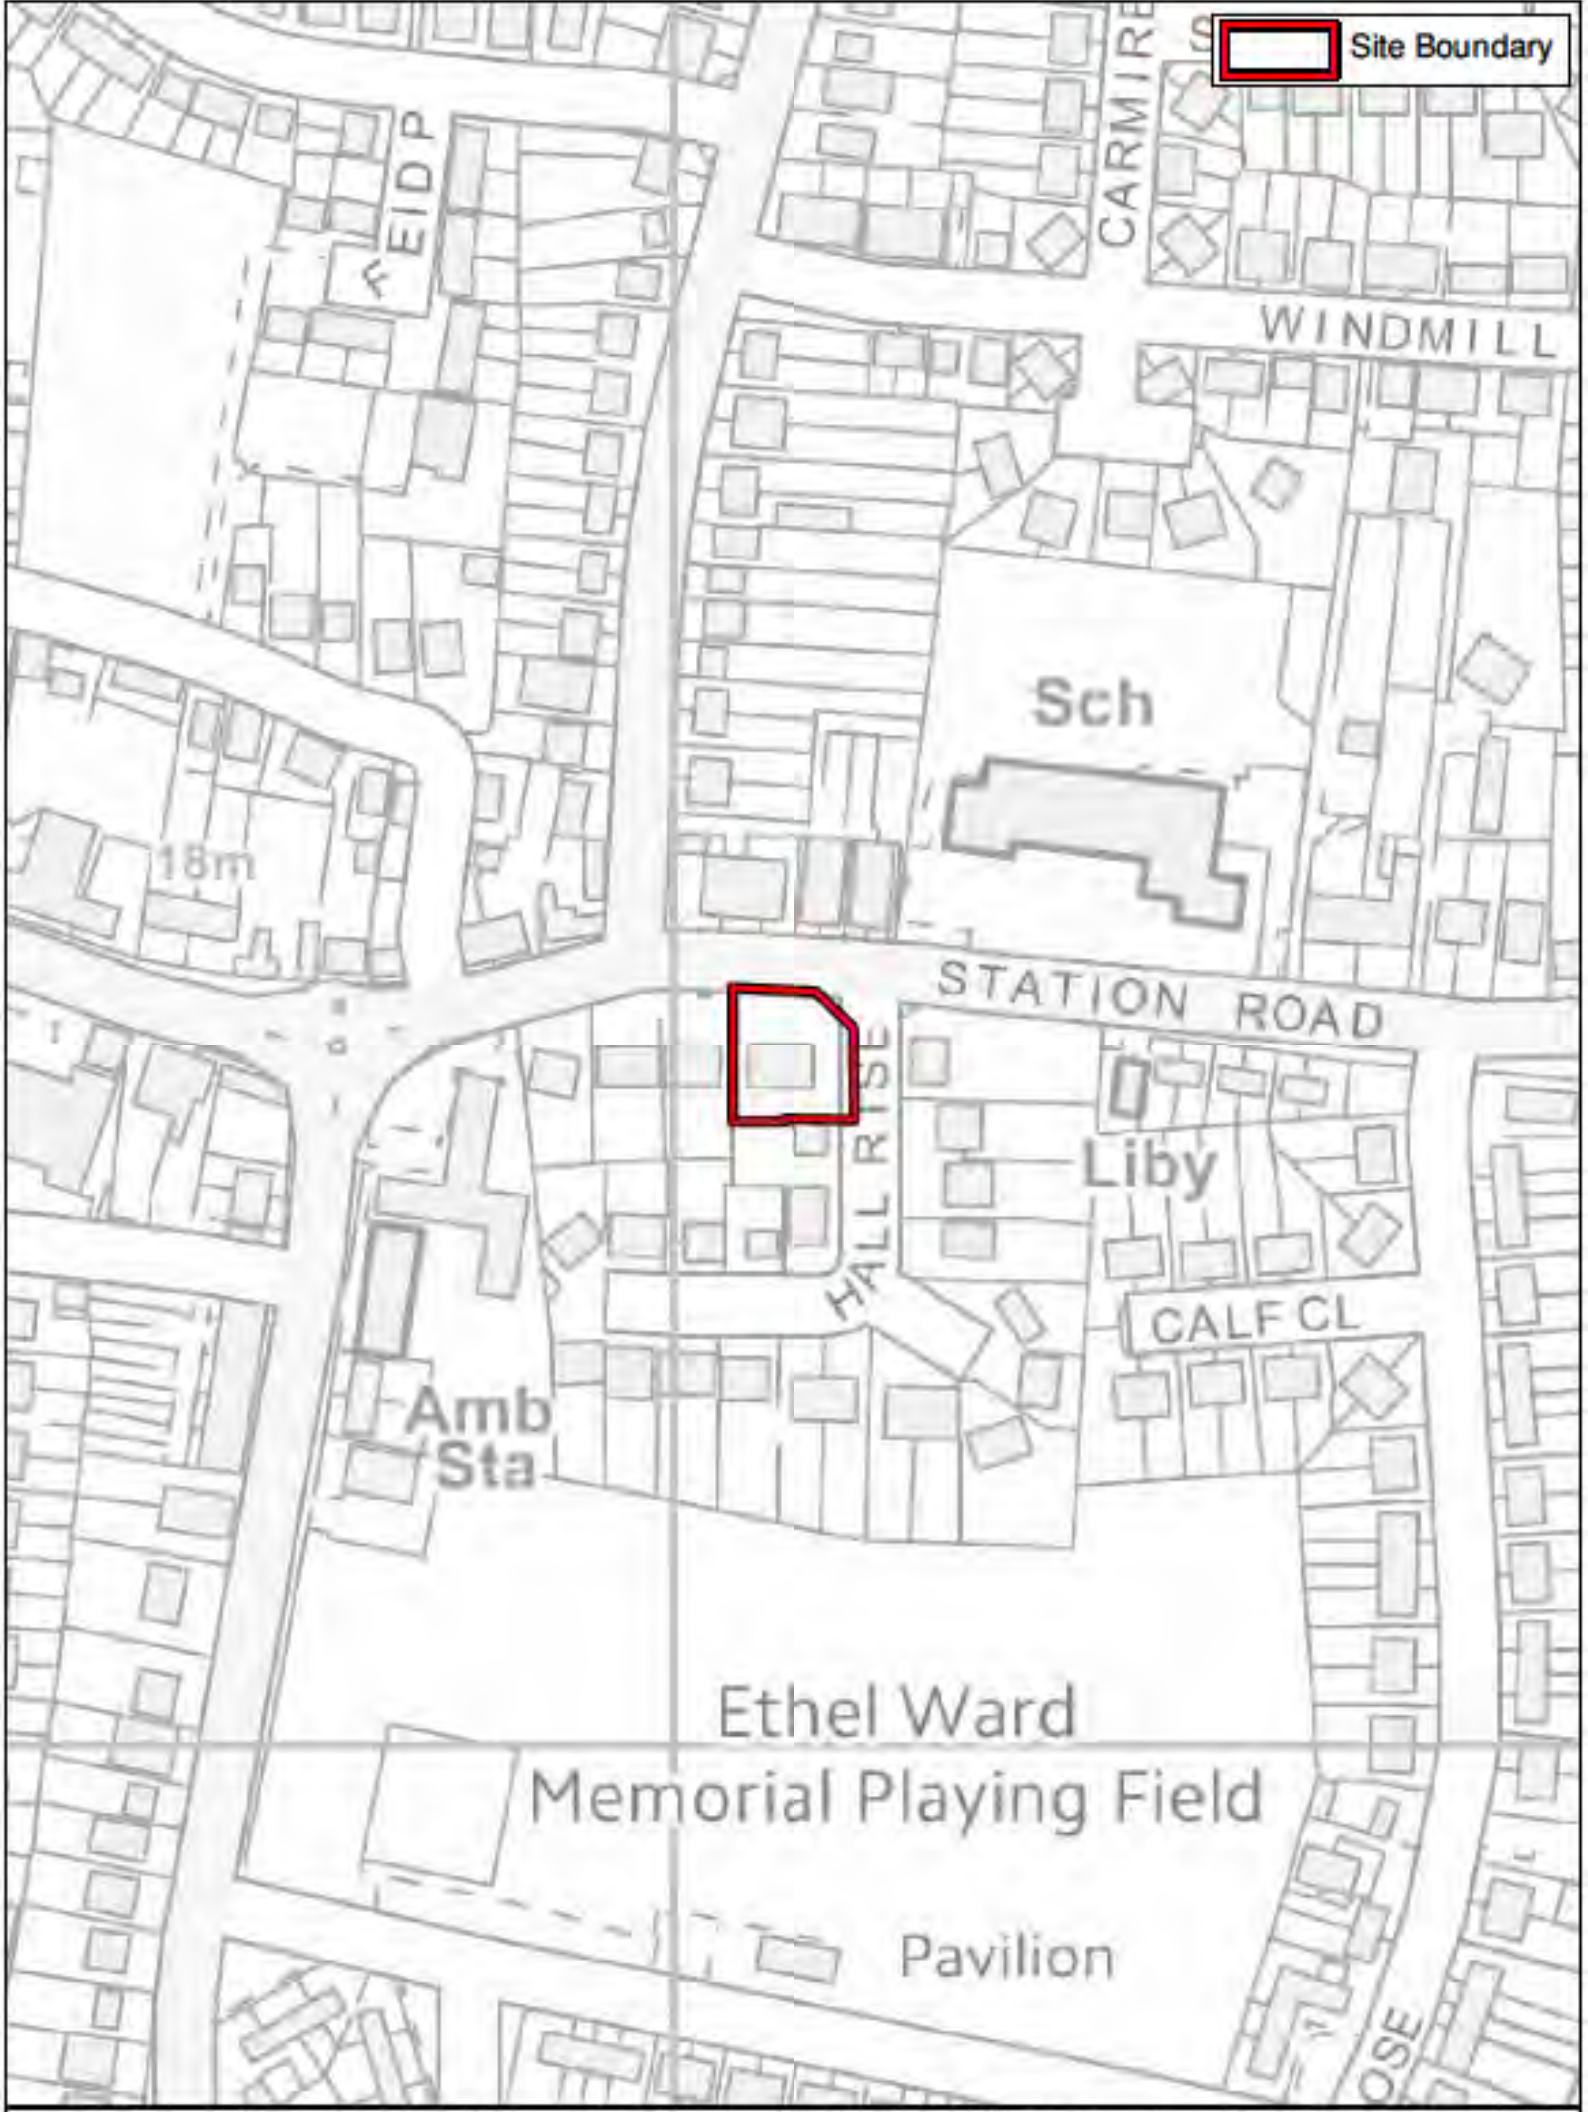 Site Boundary
CARMIRE
WINDMILL
Sch
18m
STATION ROAD
HALL RISE
Liby
CALF CL
Amb
Sta
Ethel Ward
Memorial Playing Field
Pavilion
OSE